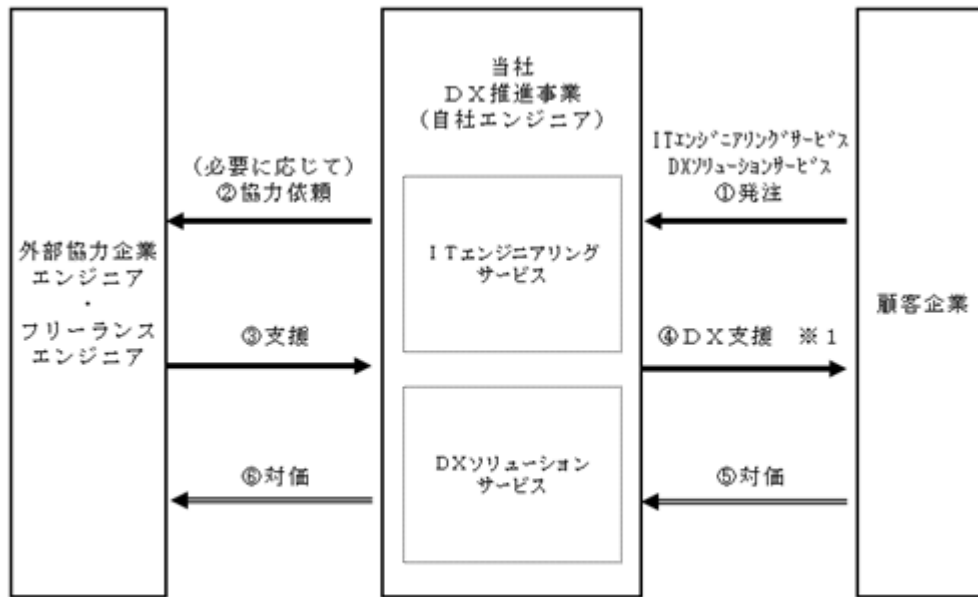 外部協力企業
エンジニア
・
フリーランス
エンジニア
(必要に応じて)
②協力依頼
③支援
⑥対価
当社
DX推進事業
(自社エンジニア)
ITエンジニアリング
サービス
DXソリューション
サービス
ITエンジニアリングサービス
DXソリューションサービス
①発注
④DX支援 ※1
⑤対価
顧客企業